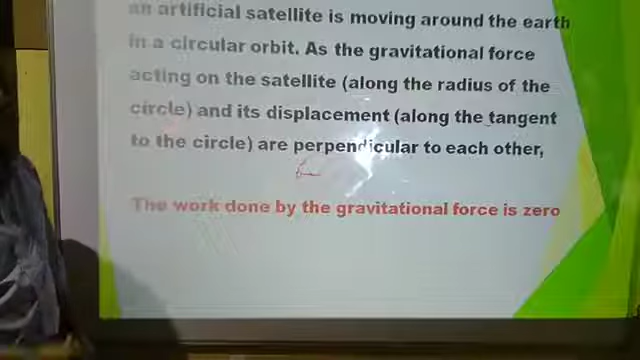 an artificial satellite is moving around the earth
in a circular orbit. As the gravitational force
acting on the satellite (along the radius of the
circle) and its displacement (along the tangent
to the circle) are perpendicular to each other,
The work done by the gravitational force is zero